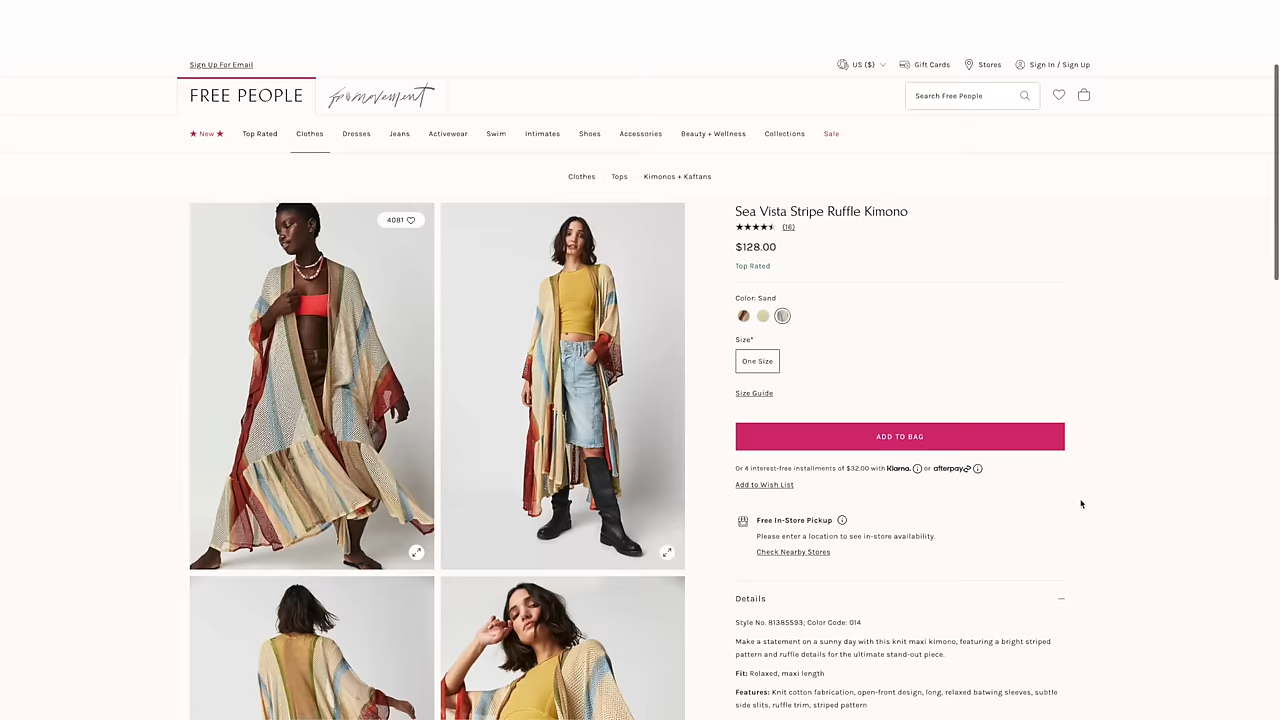 Sign Up For Email
US ($)
Gift Cards
Stores
Sign In / Sign Up
FREE PEOPLE
fp movement
Search Free People
★ New ★
Top Rated
Clothes
Dresses
Jeans
Activewear
Swim
Intimates
Shoes
Accessories
Beauty + Wellness
Collections
Sale
Clothes
Tops
Kimonos + Kaftans
4081
Sea Vista Stripe Ruffle Kimono
(16)
$128.00
Top Rated
Color: Sand
Size*
One Size
Size Guide
ADD TO BAG
Or 4 interest-free installments of $32.00 with Klarna. or afterpay
Add to Wish List
Free In-Store Pickup
Please enter a location to see in-store availability.
Check Nearby Stores
Details
Style No. 81385593; Color Code: 014
Make a statement on a sunny day with this knit maxi kimono, featuring a bright striped
pattern and ruffle details for the ultimate stand-out piece.
Fit: Relaxed, maxi length
Features: Knit cotton fabrication, open-front design, long, relaxed batwing sleeves, subtle
side slits, ruffle trim, striped pattern